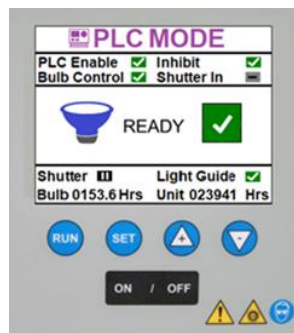 PLC MODE
PLC Enable Inhibit
Bulb Control Shutter In
READY
Shutter Light Guide
Bulb 0153.6 Hrs Unit 023941 Hrs
RUN SET + -
ON / OFF